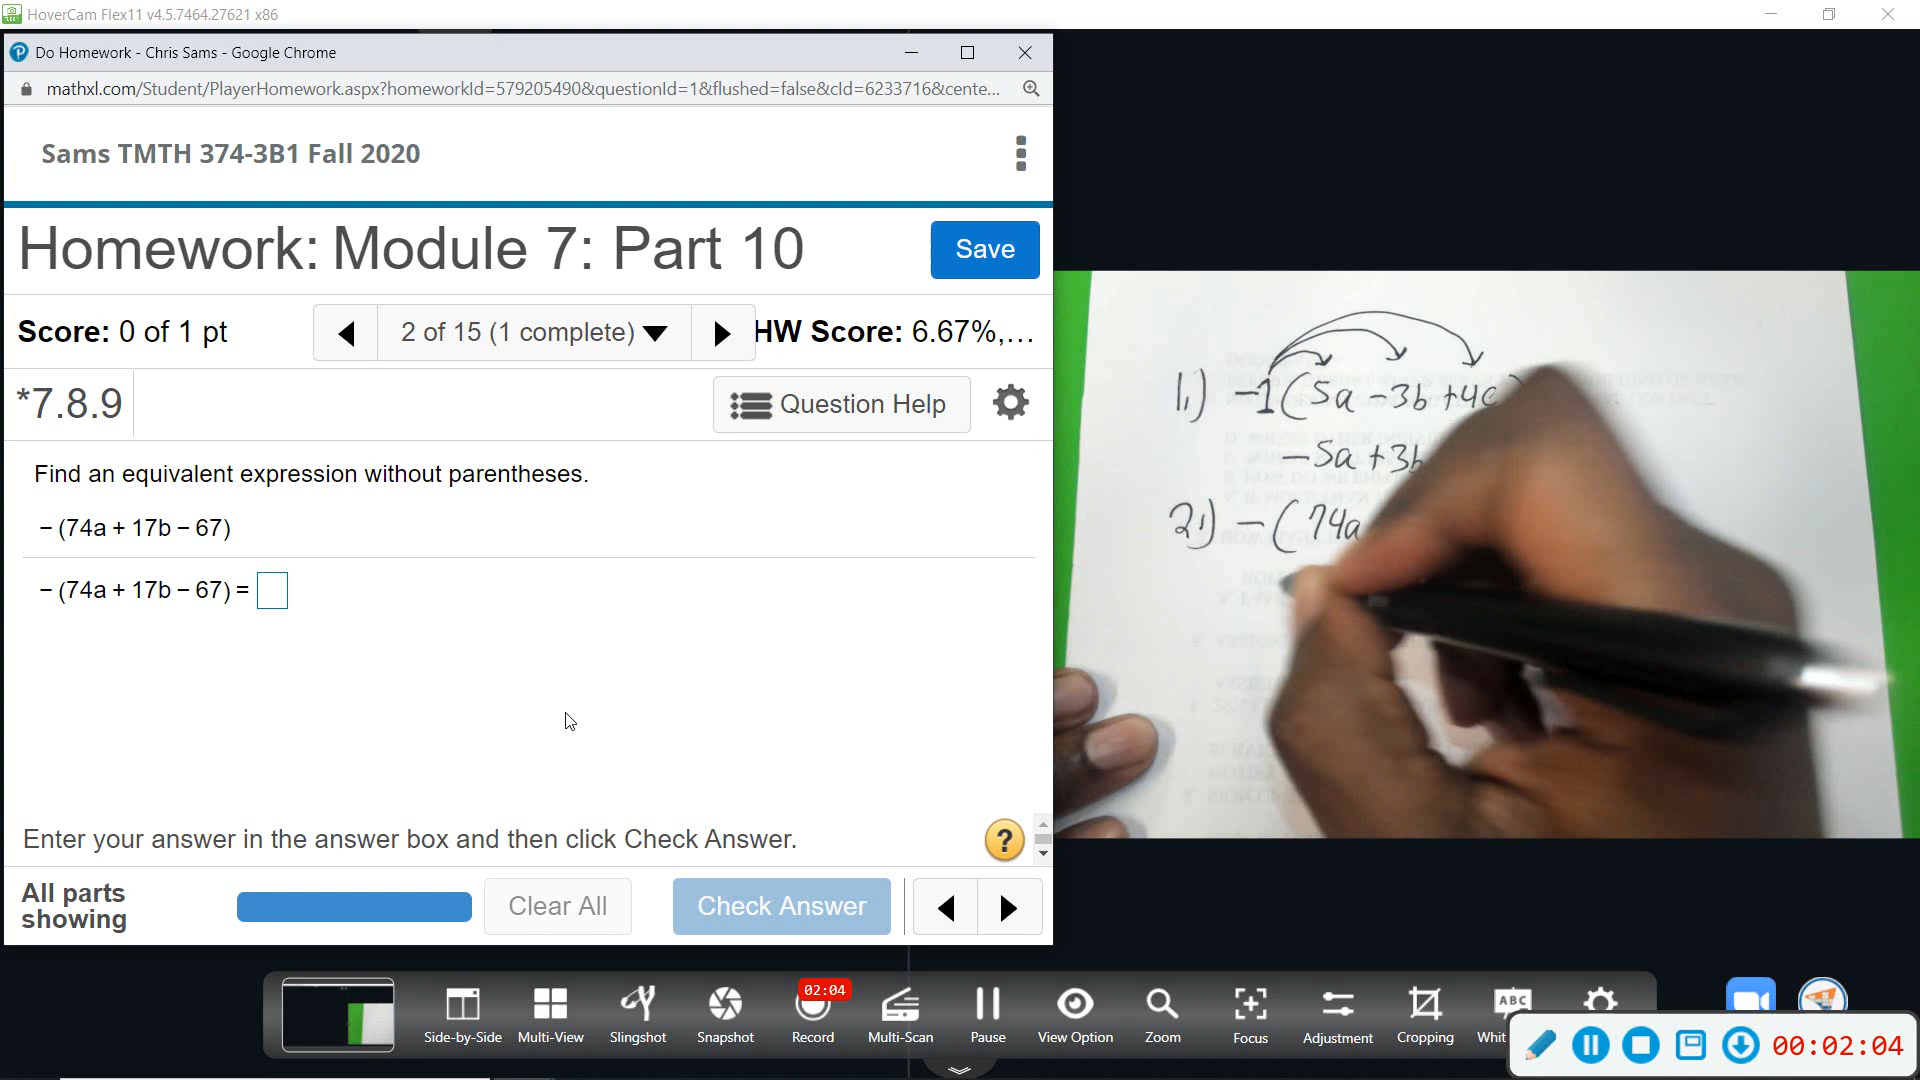 HoverCam Flex11 v4.5.7464.27621 x86
Do Homework - Chris Sams - Google Chrome
mathxl.com/Student/PlayerHomework.aspx?homeworkId=579205490&questionId=1&flushed=false&cId=6233716&cente...
Sams TMTH 374-3B1 Fall 2020
Homework: Module 7: Part 10
Save
Score: 0 of 1 pt
2 of 15 (1 complete)
HW Score: 6.67%,...
*7.8.9
Question Help
Find an equivalent expression without parentheses.
− (74a + 17b − 67)
− (74a + 17b − 67) =
Enter your answer in the answer box and then click Check Answer.
?
All parts showing
Clear All
Check Answer
1.) -1(5a -3b +4c
-5a +3b
2.) -(74a
02:04
Side-by-Side
Multi-View
Slingshot
Snapshot
Record
Multi-Scan
Pause
View Option
Zoom
Focus
Adjustment
Cropping
ABC
Whit
00:02:04